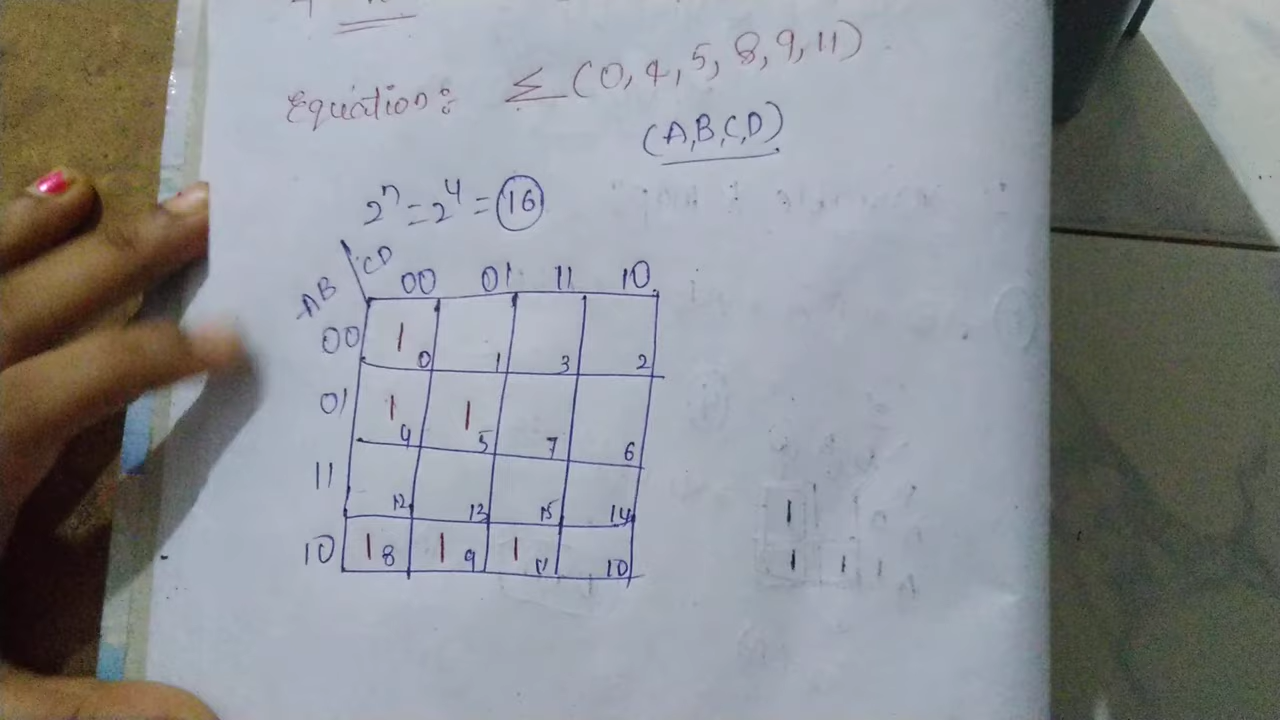 Equation: Σ(0,4,5,8,9,11)
(A,B,C,D)
2ⁿ=2⁴=16
CD
AB
00 01 11 10
00 1 0 1 3 2
01 1 4 1 5 7 6
11 12 13 15 14
10 1 8 1 9 1 11 10